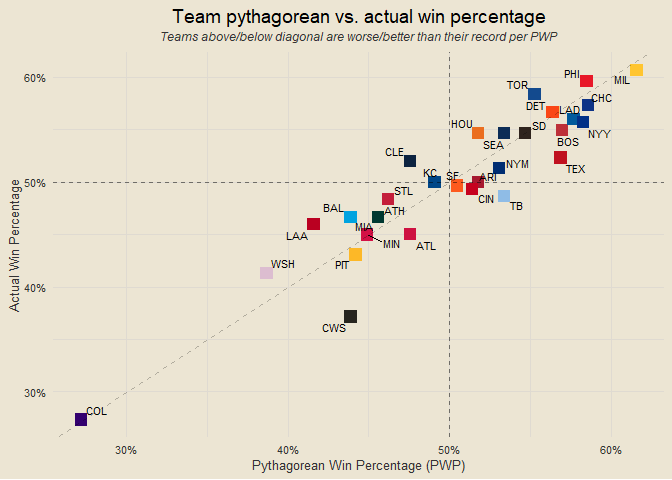 Team pythagorean vs. actual win percentage
Teams above/below diagonal are worse/better than their record per PWP
60%
50%
40%
30%
Actual Win Percentage
PHI
MIL
TOR
DET
LAD
CHC
HOU
SEA
SD
BOS
NYY
CLE
NYM
TEX
KC
SF
ARI
CIN
TB
STL
BAL
ATH
LAA
MIA
MIN
ATL
WSH
PIT
CWS
COL
30%
40%
50%
60%
Pythagorean Win Percentage (PWP)